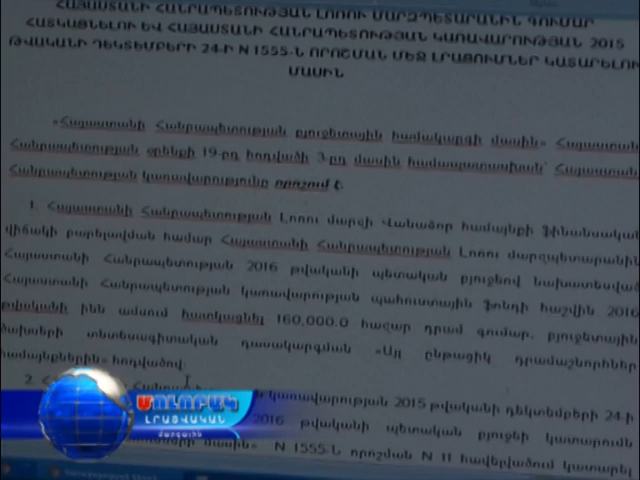 ՀԱՅԱՍՏԱՆԻ ՀԱՆՐԱՊԵՏՈՒԹՅԱՆ ԼՈՌՈՒ ՄԱՐԶՊԵՏԱՐԱՆԻՆ ԳՈՒՄԱՐ
ՀԱՏԿԱՑՆԵԼՈՒ ԵՎ ՀԱՅԱՍՏԱՆԻ ՀԱՆՐԱՊԵՏՈՒԹՅԱՆ ԿԱՌԱՎԱՐՈՒԹՅԱՆ 2015
ԹՎԱԿԱՆԻ ԴԵԿՏԵՄԲԵՐԻ 24-Ի N 1555-Ն ՈՐՈՇՄԱՆ ՄԵՋ ԼՐԱՑՈՒՄՆԵՐ ԿԱՏԱՐԵԼՈՒ
ՄԱՍԻՆ
«Հայաստանի Հանրապետության բյուջետային համակարգի մասին» Հայաստանի
Հանրապետության օրենքի 19-րդ հոդվածի 3-րդ մասին համապատասխան՝ Հայաստանի
Հանրապետության կառավարությունը որոշում է.
1. Հայաստանի Հանրապետության Լոռու մարզի Վանաձոր համայնքի ֆինանսական
վիճակի բարելավման համար Հայաստանի Հանրապետության Լոռու մարզպետարանին
Հայաստանի Հանրապետության 2016 թվականի պետական բյուջեով նախատեսված
Հայաստանի Հանրապետության կառավարության պահուստային ֆոնդի հաշվին 2016
թվականի ինն ամսում հատկացնել 160,000.0 հազար դրամ գումար, բյուջետային
ծախսերի տնտեսագիտական դասակարգման «Այլ ընթացիկ դրամաշնորհներ
համայնքներին» հոդվածով.
2. կառավարության 2015 թվականի դեկտեմբերի 24-ի
2016 թվականի պետական բյուջեի կատարումն
մասին» N 1555-Ն որոշման N 11 հավելվածում կատարել
ՄՈԼՈՐԱԿ
ԼՐԱՏՎԱԿԱՆ
մարզային